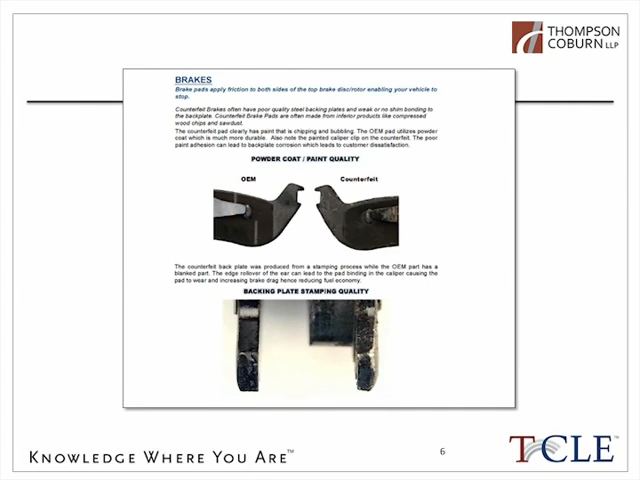 THOMPSON
COBURN LLP
BRAKES
Brake pads apply friction to both sides of the top brake disc/rotor enabling your vehicle to
stop.
Counterfeit Brakes often have poor quality steel backing plates and weak or no shim bonding to
the backplate. Counterfeit Brake Pads are often made from inferior products like compressed
wood chips and sawdust.
The counterfeit pad clearly has paint that is chipping and bubbling. The OEM pad utilizes powder
coat which is much more durable. Also note the painted caliper clip on the counterfeit. The poor
paint adhesion can lead to backplate corrosion which leads to customer dissatisfaction.
POWDER COAT / PAINT QUALITY
OEM Counterfeit
The counterfeit back plate was produced from a stamping process while the OEM part has a
blanked part. The edge rollover of the ear can lead to the pad binding in the caliper causing the
pad to wear and increasing brake drag hence reducing fuel economy.
BACKING PLATE STAMPING QUALITY
KNOWLEDGE WHERE YOU ARE™
6
TCLE™